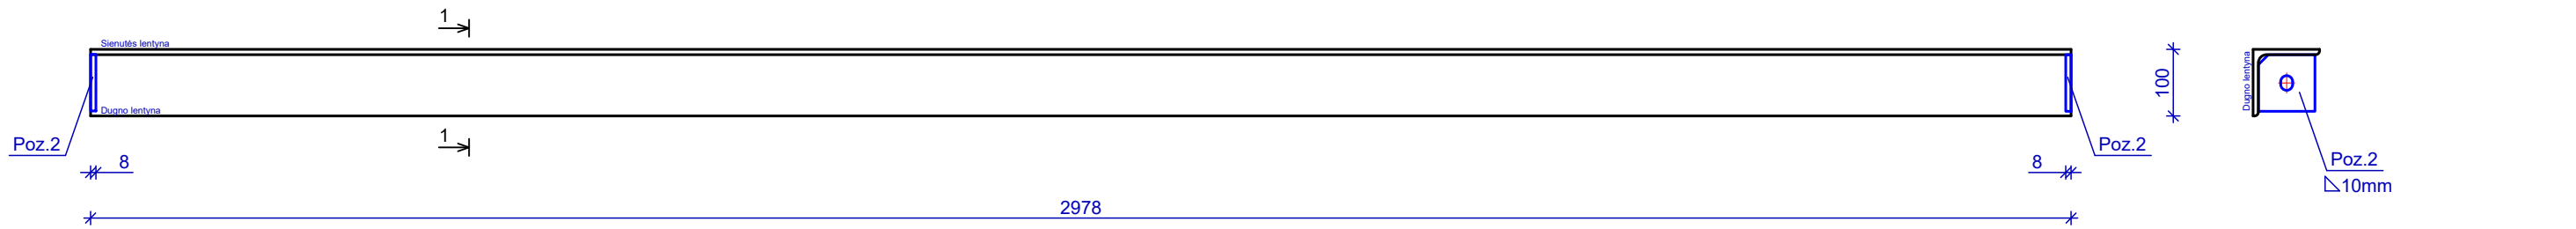 1
Sienutės lentyna
Dugno lentyna
1
Poz.2
8
Poz.2
8
2978
100
Dugno lentyna
Poz.2
10mm